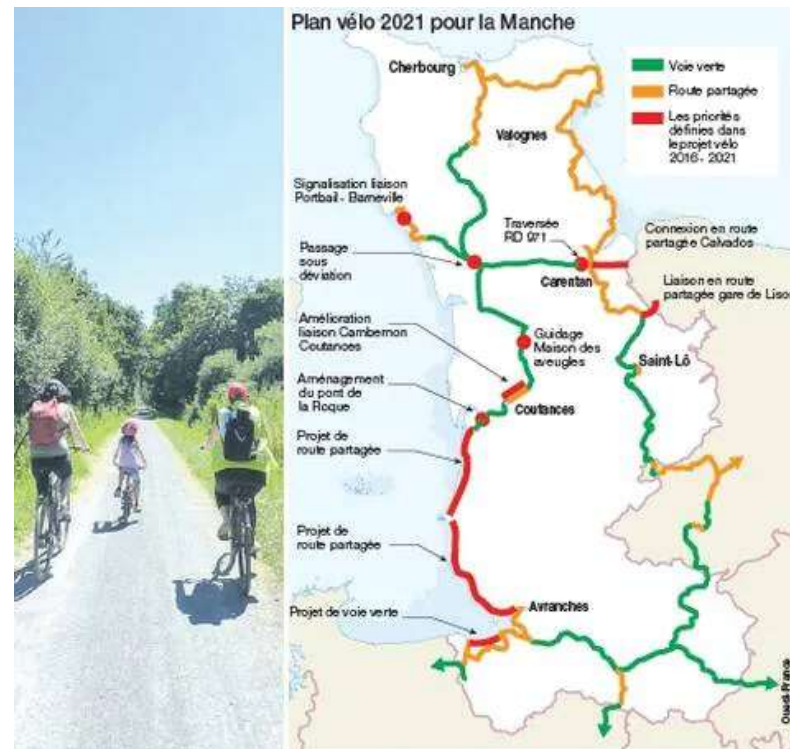 Plan vélo 2021 pour la Manche
Cherbourg
Voie verte
Route partagée
Les priorités
définies dans
le projet vélo
2016 - 2021
Valognes
Signalisation liaison
Portbail - Barneville
Traversée
RD 971
Connexion en route
partagée Calvados
Passage
sous
déviation
Carentan
Liaison en route
partagée gare de Lison
Amélioration
liaison Cambernon
Coutances
Guidage
Maison des
aveugles
Saint-Lô
Aménagement
du pont de
la Roque
Coutances
Projet de
route partagée
Projet de
route partagée
Avranches
Projet de voie verte
Ouest-France